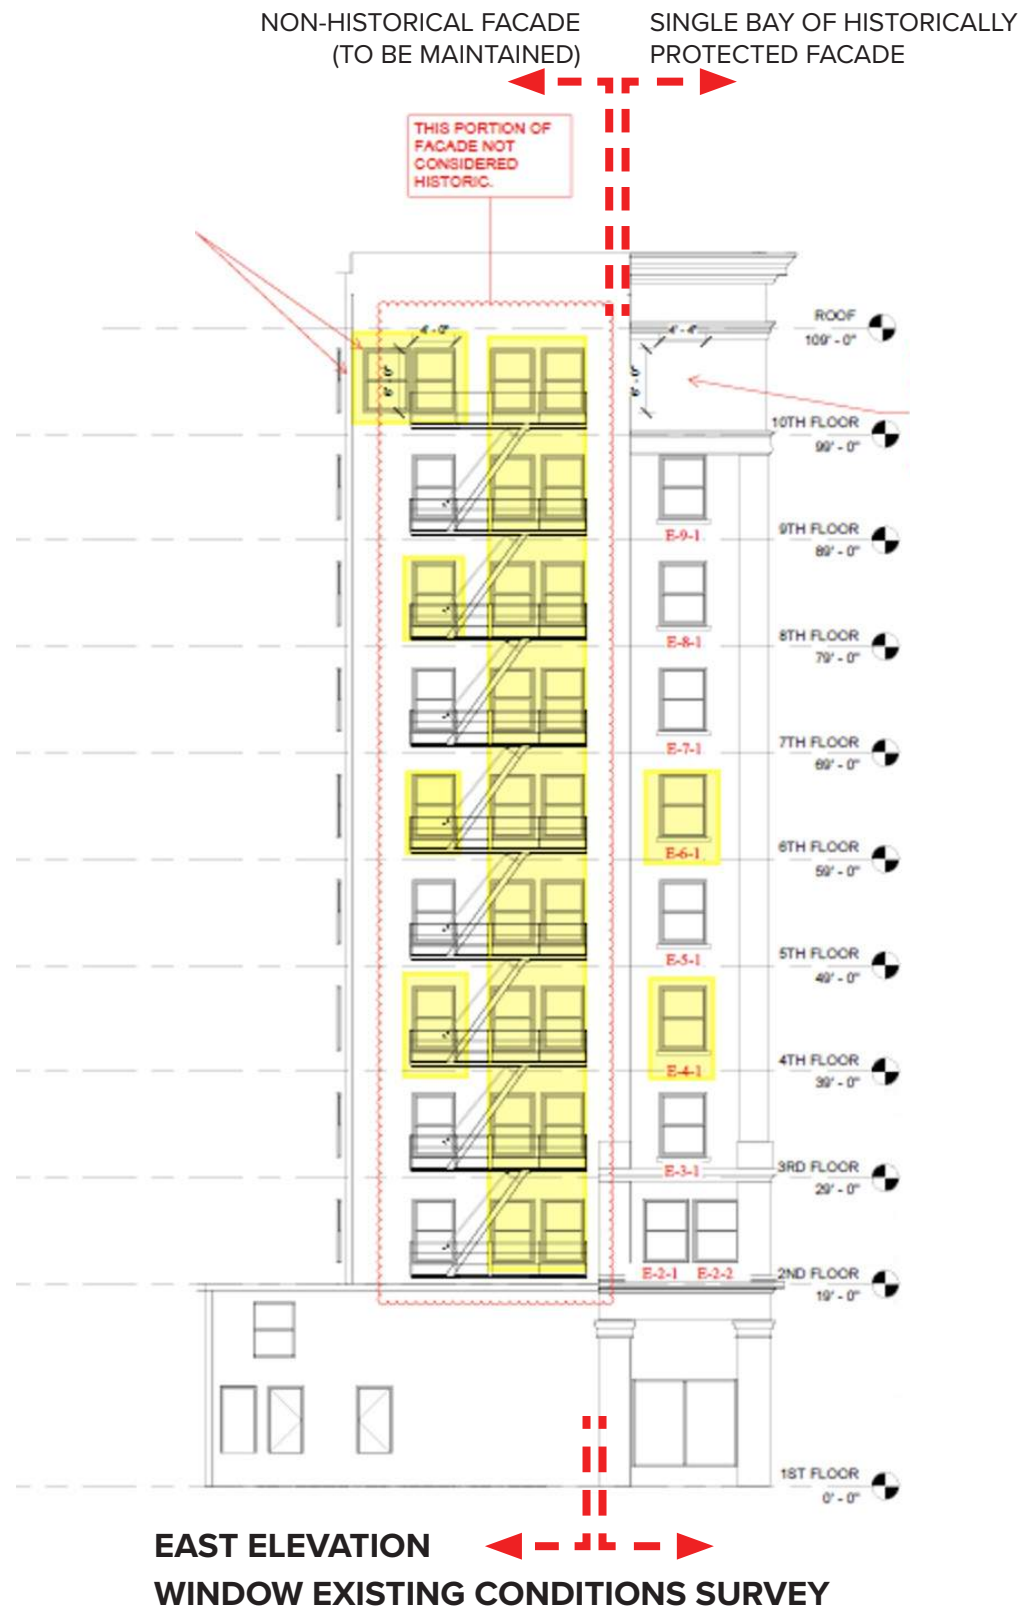 NON-HISTORICAL FACADE
(TO BE MAINTAINED)
SINGLE BAY OF HISTORICALLY
PROTECTED FACADE
THIS PORTION OF
FACADE NOT
CONSIDERED
HISTORIC.
ROOF
109' - 0"
4' - 0"
4' - 4"
6' - 0"
6' - 0"
10TH FLOOR
99' - 0"
E-9-1
9TH FLOOR
89' - 0"
E-8-1
8TH FLOOR
79' - 0"
E-7-1
7TH FLOOR
69' - 0"
E-6-1
6TH FLOOR
59' - 0"
E-5-1
5TH FLOOR
49' - 0"
E-4-1
4TH FLOOR
39' - 0"
E-3-1
3RD FLOOR
29' - 0"
E-2-1 E-2-2
2ND FLOOR
19' - 0"
1ST FLOOR
0' - 0"
EAST ELEVATION
WINDOW EXISTING CONDITIONS SURVEY